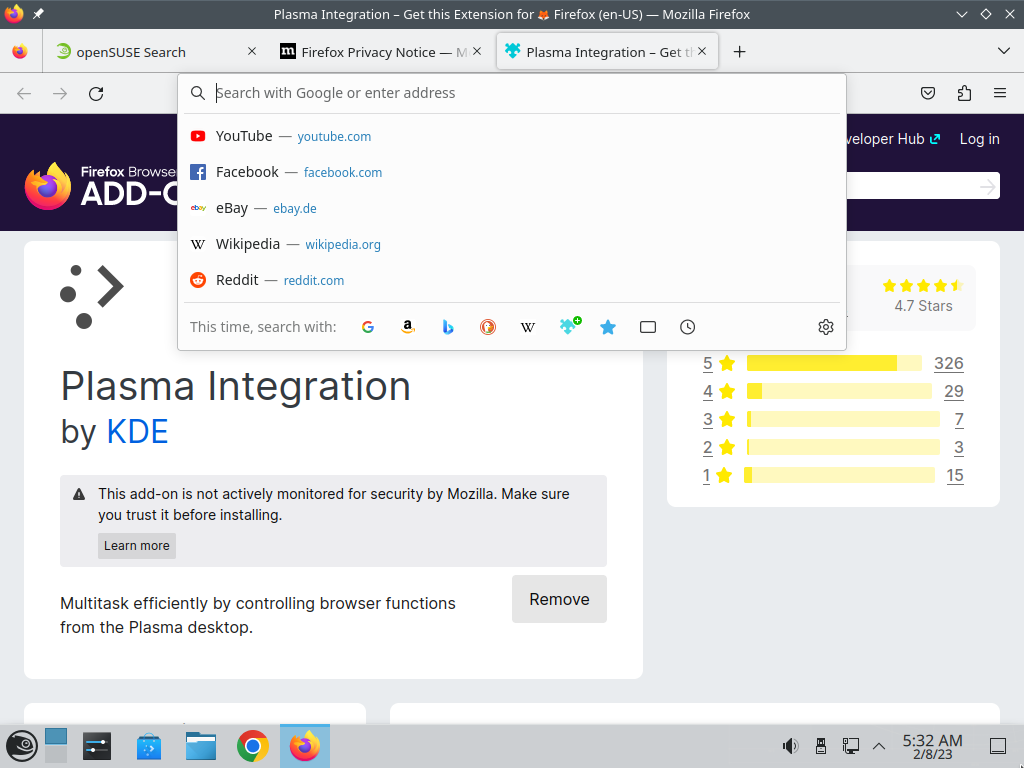 Plasma Integration – Get this Extension for 🦊 Firefox (en-US) — Mozilla Firefox
openSUSE Search
Firefox Privacy Notice — M
Plasma Integration – Get th
Search with Google or enter address
YouTube — youtube.com
Facebook — facebook.com
eBay — ebay.de
Wikipedia — wikipedia.org
Reddit — reddit.com
This time, search with:
veloper Hub
Log in
Firefox Browser
ADD-O
4.7 Stars
5 326
4 29
3 7
2 3
1 15
Plasma Integration
by KDE
This add-on is not actively monitored for security by Mozilla. Make sure
you trust it before installing.
Learn more
Multitask efficiently by controlling browser functions
from the Plasma desktop.
Remove
5:32 AM
2/8/23